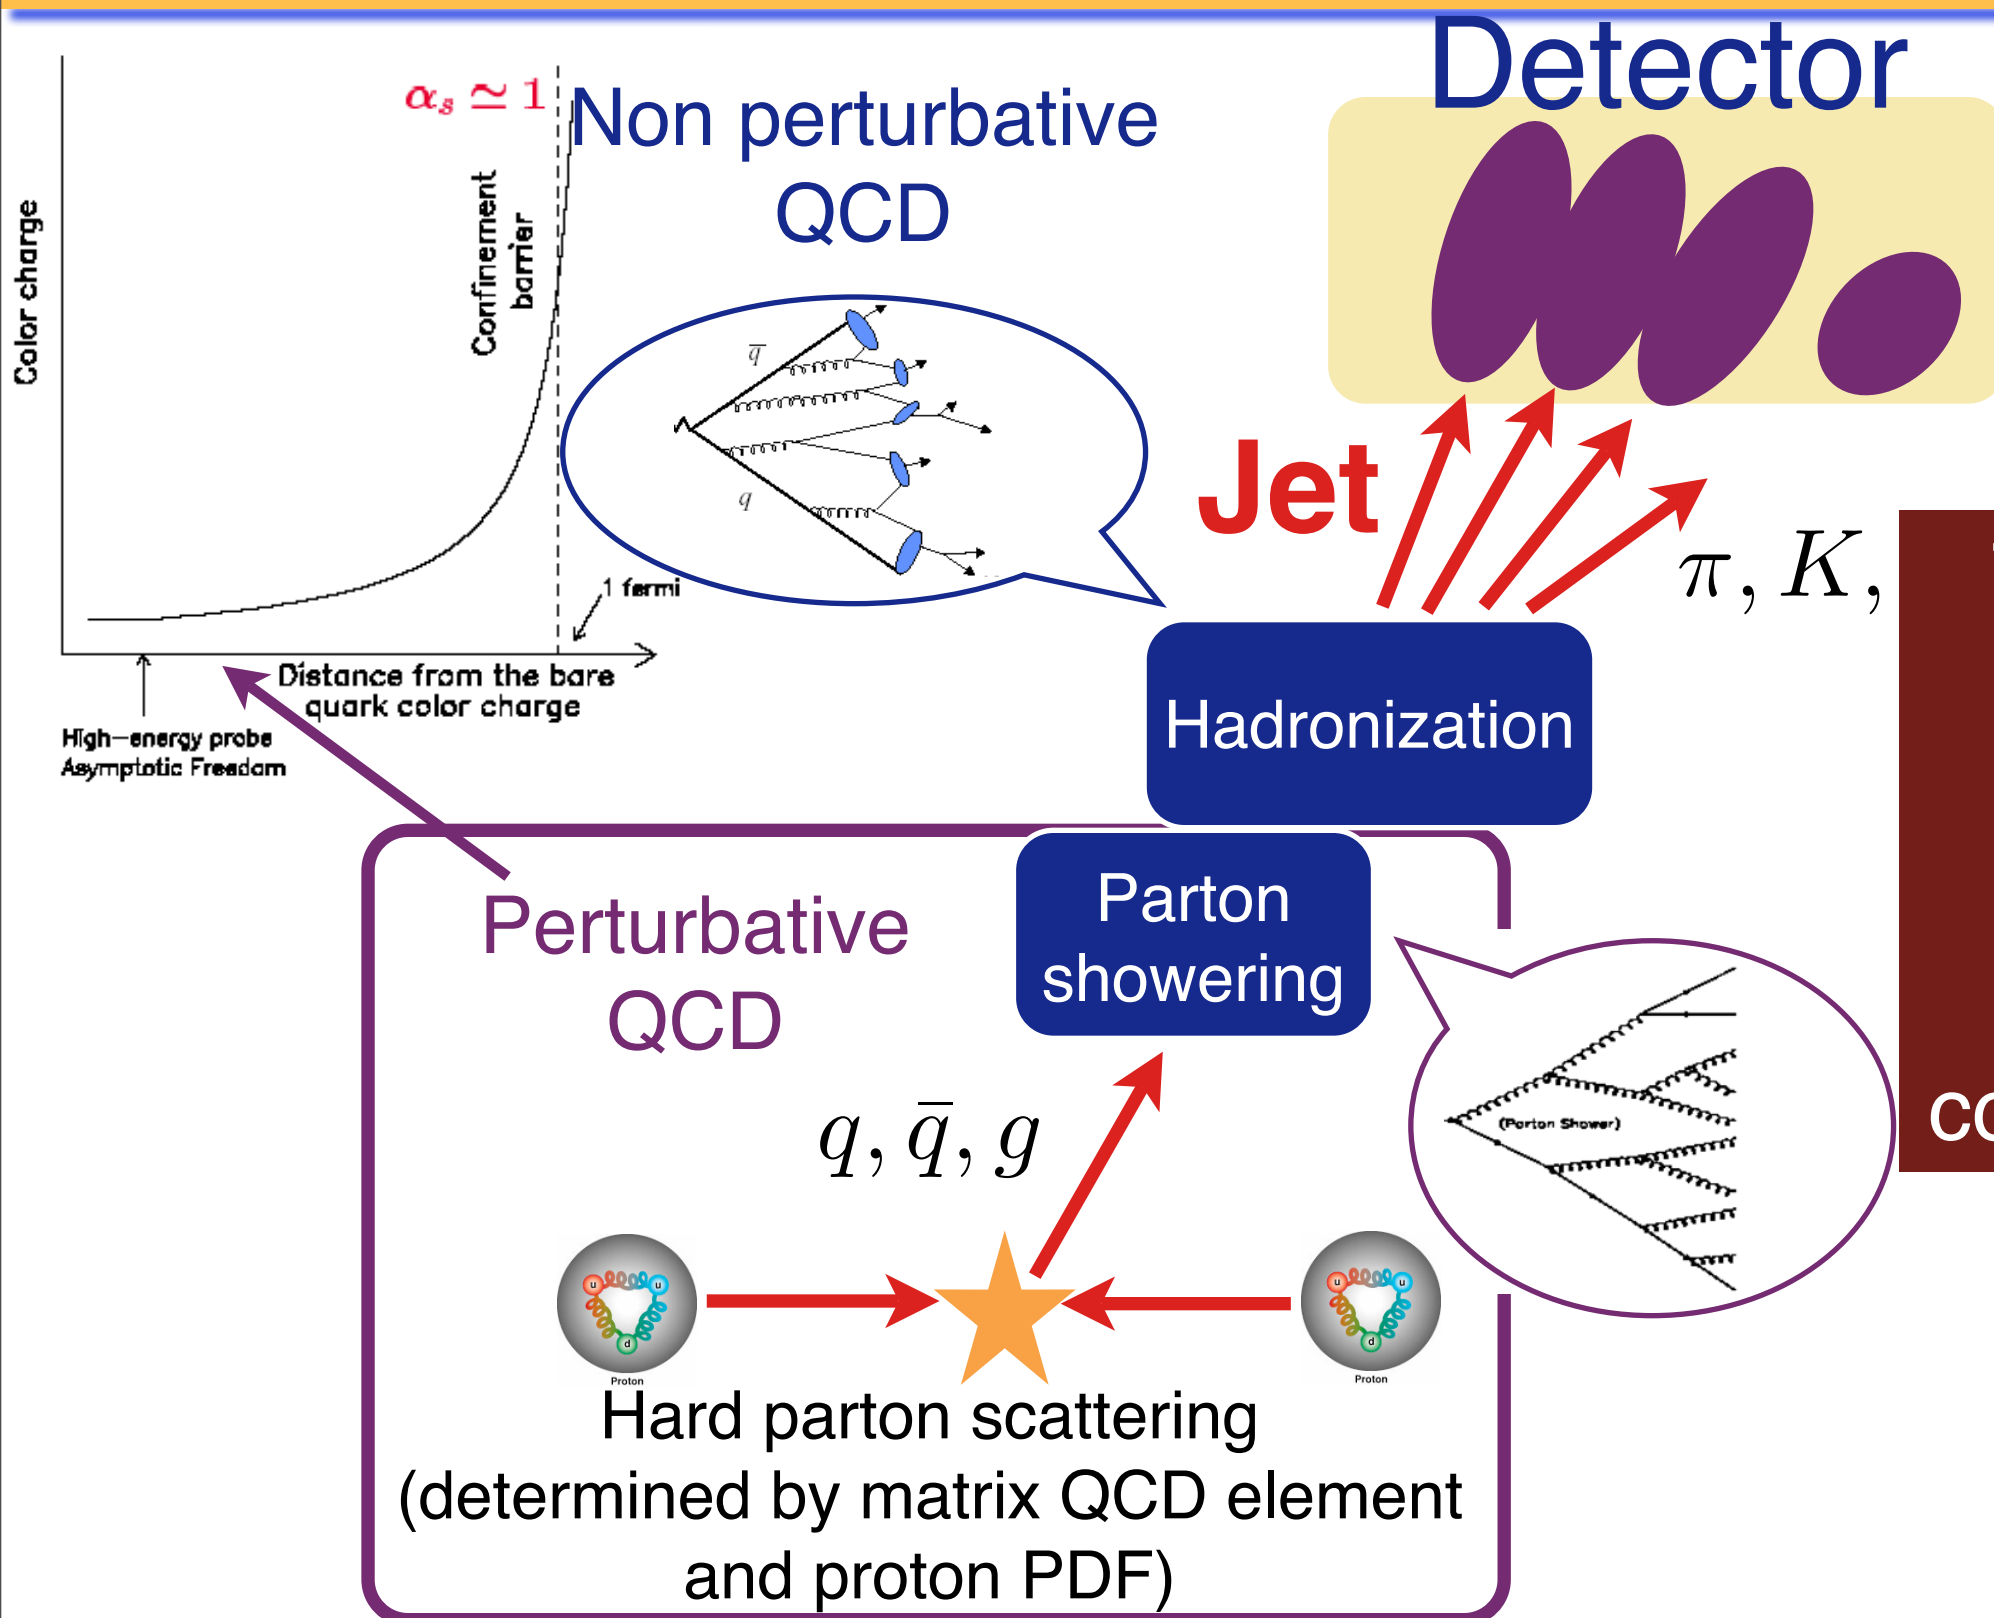 Detector
αs ≃ 1
Non perturbative
QCD
Color charge
Confinement
barrier
q̅
q
Jet
π, K,
1 fermi
Distance from the bare
quark color charge
High-energy probe
Asymptotic Freedom
Hadronization
Perturbative
QCD
Parton
showering
(Parton Shower)
co
q, q̅, g
u
u
d
Proton
u
u
d
Proton
Hard parton scattering
(determined by matrix QCD element
and proton PDF)